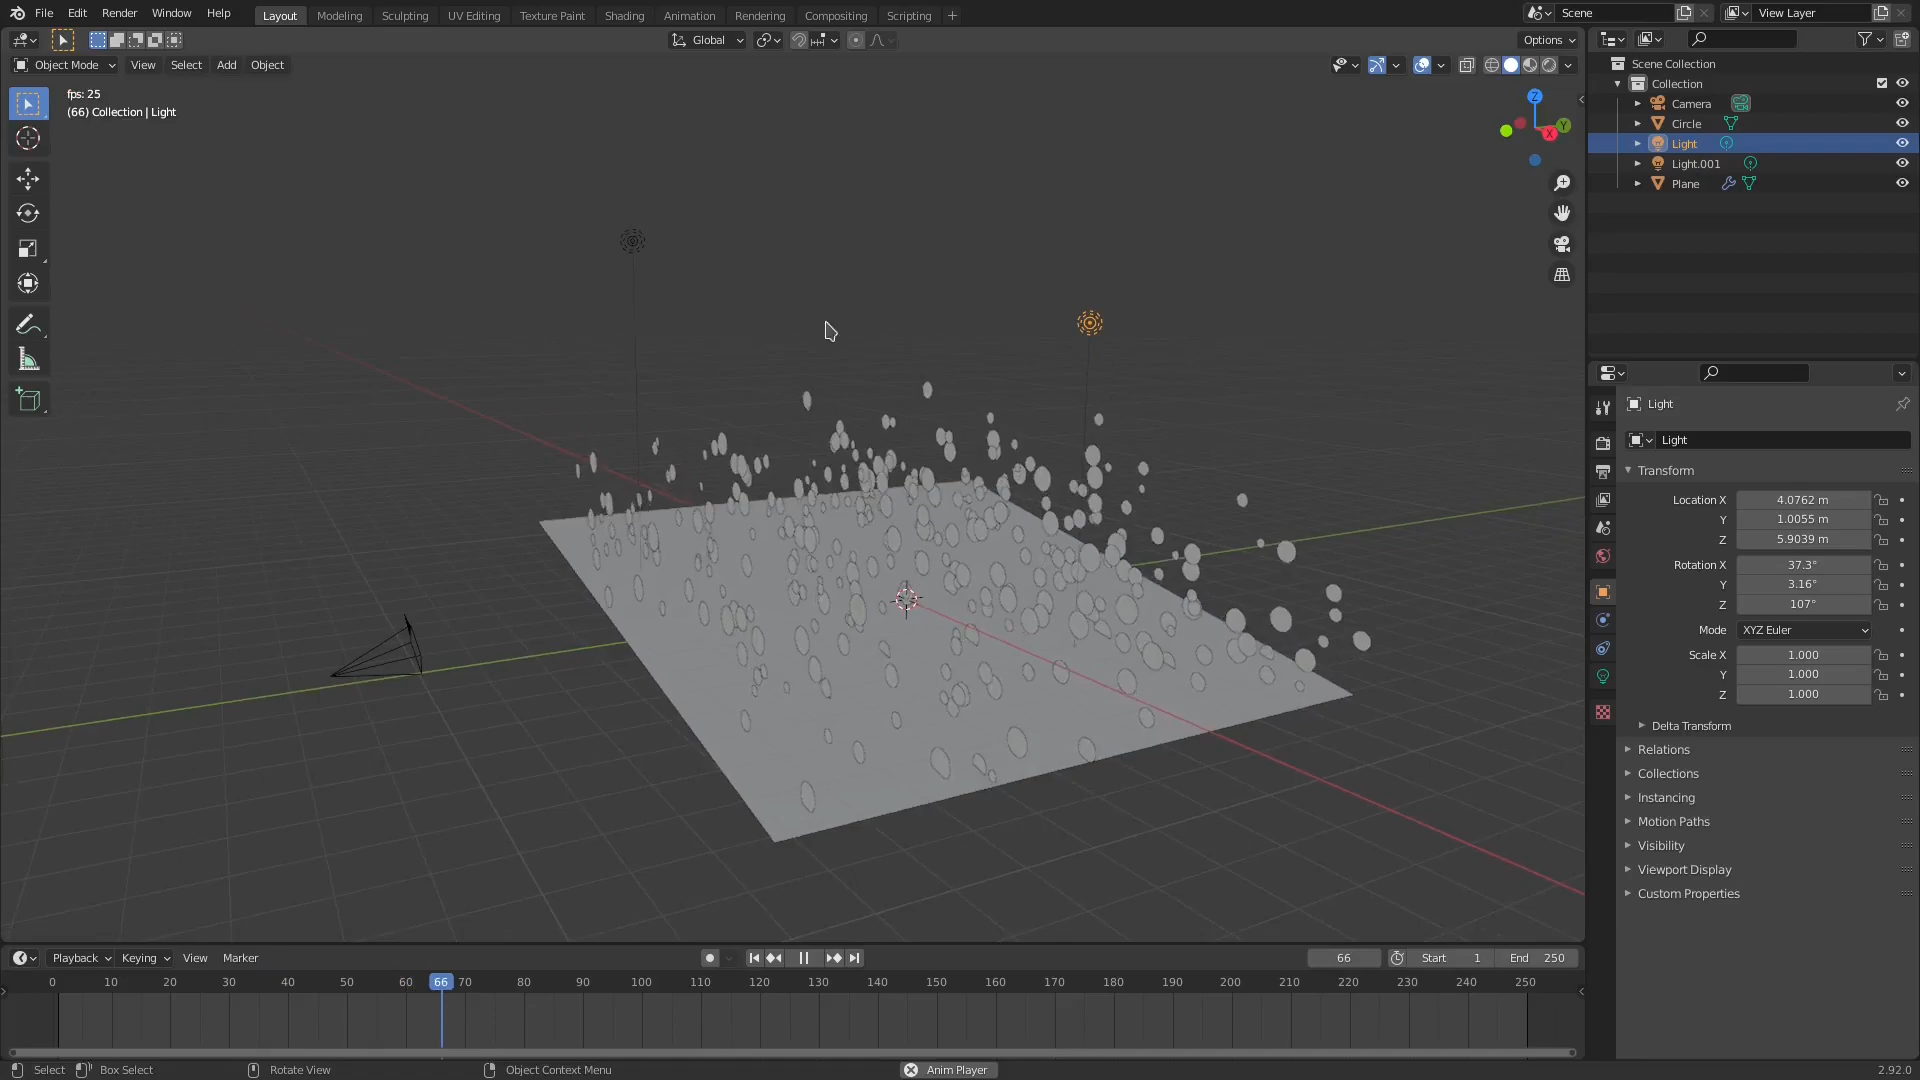 File Edit Render Window Help
Layout Modeling Sculpting UV Editing Texture Paint Shading Animation Rendering Compositing Scripting
Scene
View Layer
Global
Options
Object Mode View Select Add Object
fps: 25
(66) Collection | Light
Z
Y
X
Scene Collection
Collection
Camera
Circle
Light
Light.001
Plane
Light
Light
Transform
Location X 4.0762 m
Y 1.0055 m
Z 5.9039 m
Rotation X 37.3°
Y 3.16°
Z 107°
Mode XYZ Euler
Scale X 1.000
Y 1.000
Z 1.000
Delta Transform
Relations
Collections
Instancing
Motion Paths
Visibility
Viewport Display
Custom Properties
Playback Keying View Marker
66 Start 1 End 250
0 10 20 30 40 50 60 66 70 80 90 100 110 120 130 140 150 160 170 180 190 200 210 220 230 240 250
Select Box Select Rotate View Object Context Menu Anim Player 2.92.0